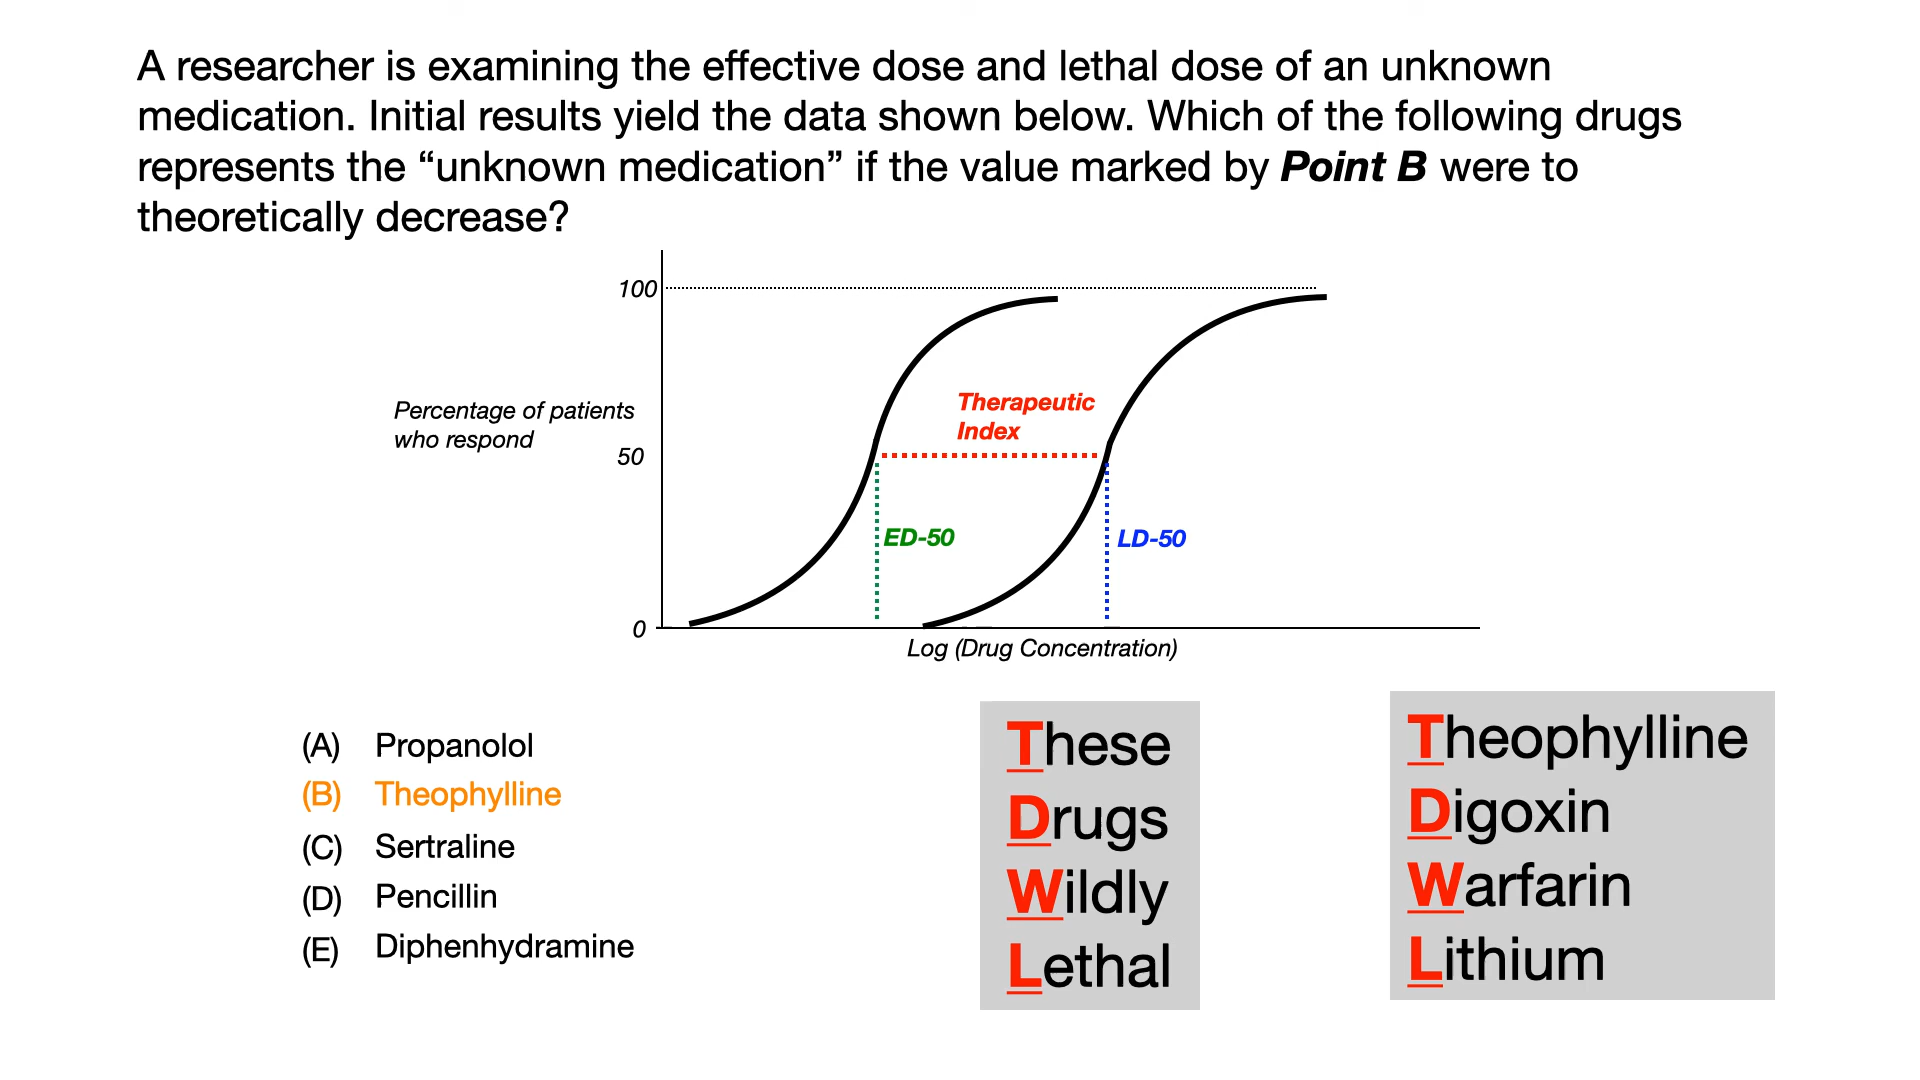 A researcher is examining the effective dose and lethal dose of an unknown
medication. Initial results yield the data shown below. Which of the following drugs
represents the “unknown medication” if the value marked by Point B were to
theoretically decrease?
100
Percentage of patients
who respond
50
0
Therapeutic
Index
ED-50
LD-50
Log (Drug Concentration)
(A) Propanolol
(B) Theophylline
(C) Sertraline
(D) Pencillin
(E) Diphenhydramine
These
Drugs
Wildly
Lethal
Theophylline
Digoxin
Warfarin
Lithium